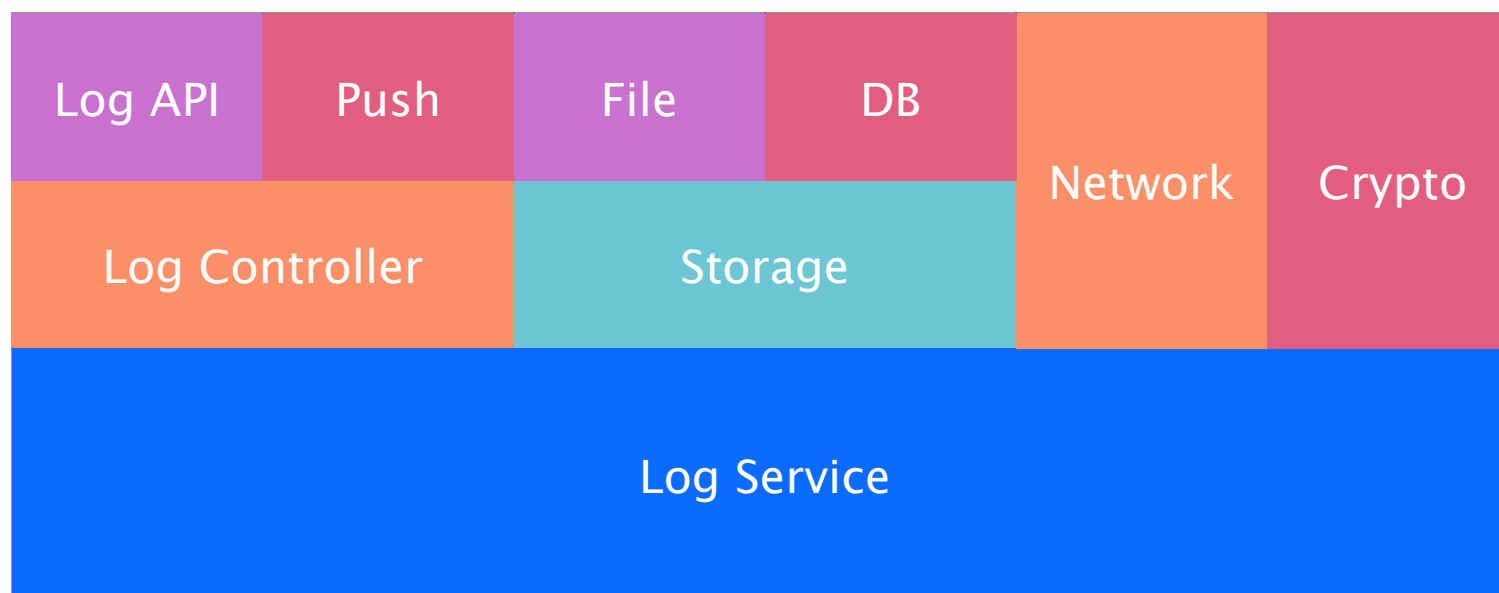 Log API
Push
File
DB
Network
Crypto
Log Controller
Storage
Log Service